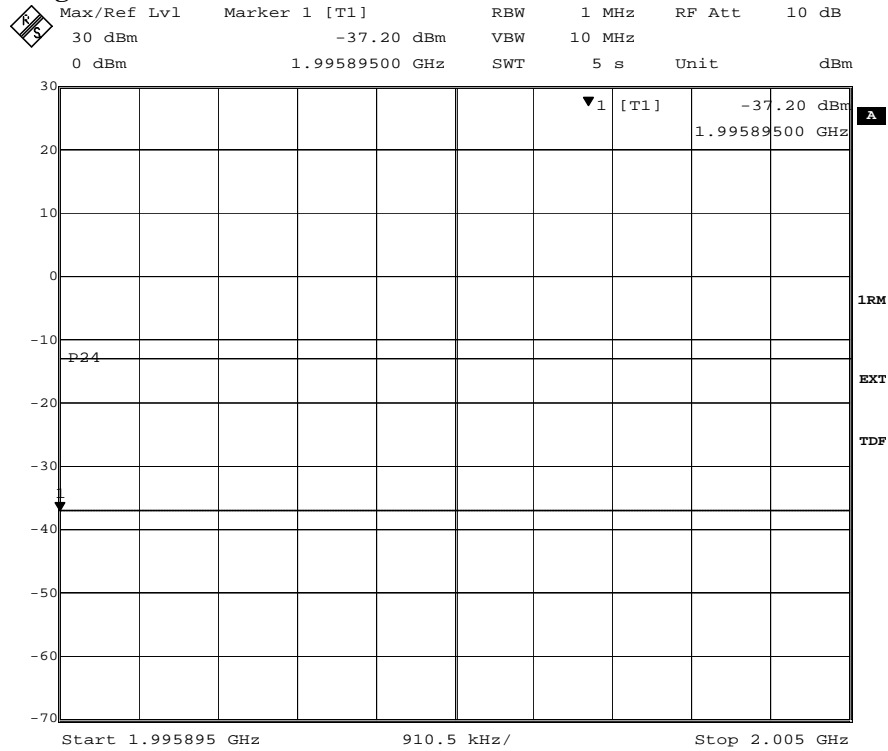 R S
Max/Ref Lvl Marker 1 [T1] RBW 1 MHz RF Att 10 dB
30 dBm -37.20 dBm VBW 10 MHz
0 dBm 1.99589500 GHz SWT 5 s Unit dBm
30
1 [T1] -37.20 dBm
A
1.99589500 GHz
20
10
0
1RM
-10
P24
EXT
-20
TDF
-30
1
-40
-50
-60
-70
Start 1.995895 GHz 910.5 kHz/ Stop 2.005 GHz